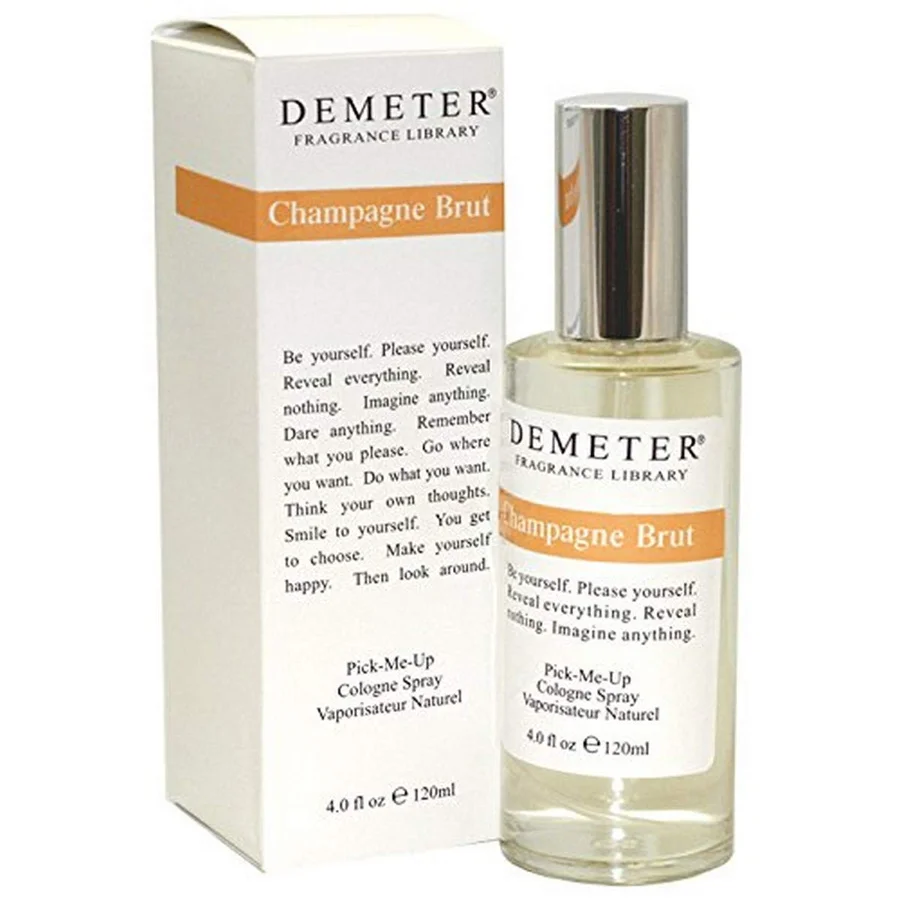 DEMETER®
FRAGRANCE LIBRARY
Champagne Brut
Be yourself. Please yourself.
Reveal everything. Reveal
nothing. Imagine anything.
Dare anything. Remember
what you please. Go where
you want. Do what you want.
Think your own thoughts.
Smile to yourself. You get
to choose. Make yourself
happy. Then look around.
Pick-Me-Up
Cologne Spray
Vaporisateur Naturel
4.0 fl oz ℮ 120ml
DEMETER®
FRAGRANCE LIBRARY
Champagne Brut
Be yourself. Please yourself.
Reveal everything. Reveal
nothing. Imagine anything.
Pick-Me-Up
Cologne Spray
Vaporisateur Naturel
4.0 fl oz ℮ 120ml